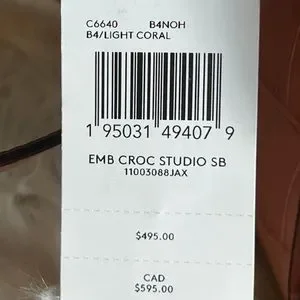 C6640 B4NOH
B4/LIGHT CORAL
1 95031 49407 9
EMB CROC STUDIO SB
11003088JAX
$495.00
CAD
$595.00